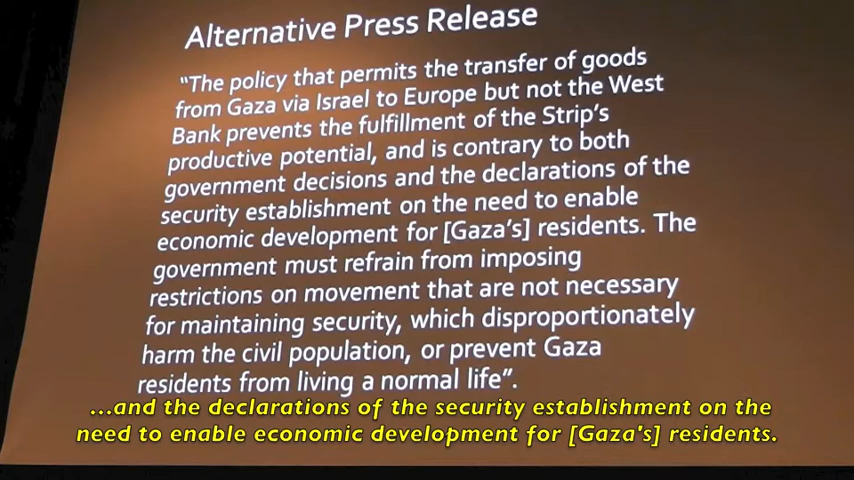 Alternative Press Release
“The policy that permits the transfer of goods
from Gaza via Israel to Europe but not the West
Bank prevents the fulfillment of the Strip’s
productive potential, and is contrary to both
government decisions and the declarations of the
security establishment on the need to enable
economic development for [Gaza’s] residents. The
government must refrain from imposing
restrictions on movement that are not necessary
for maintaining security, which disproportionately
harm the civil population, or prevent Gaza
residents from living a normal life”.
...and the declarations of the security establishment on the
need to enable economic development for [Gaza's] residents.